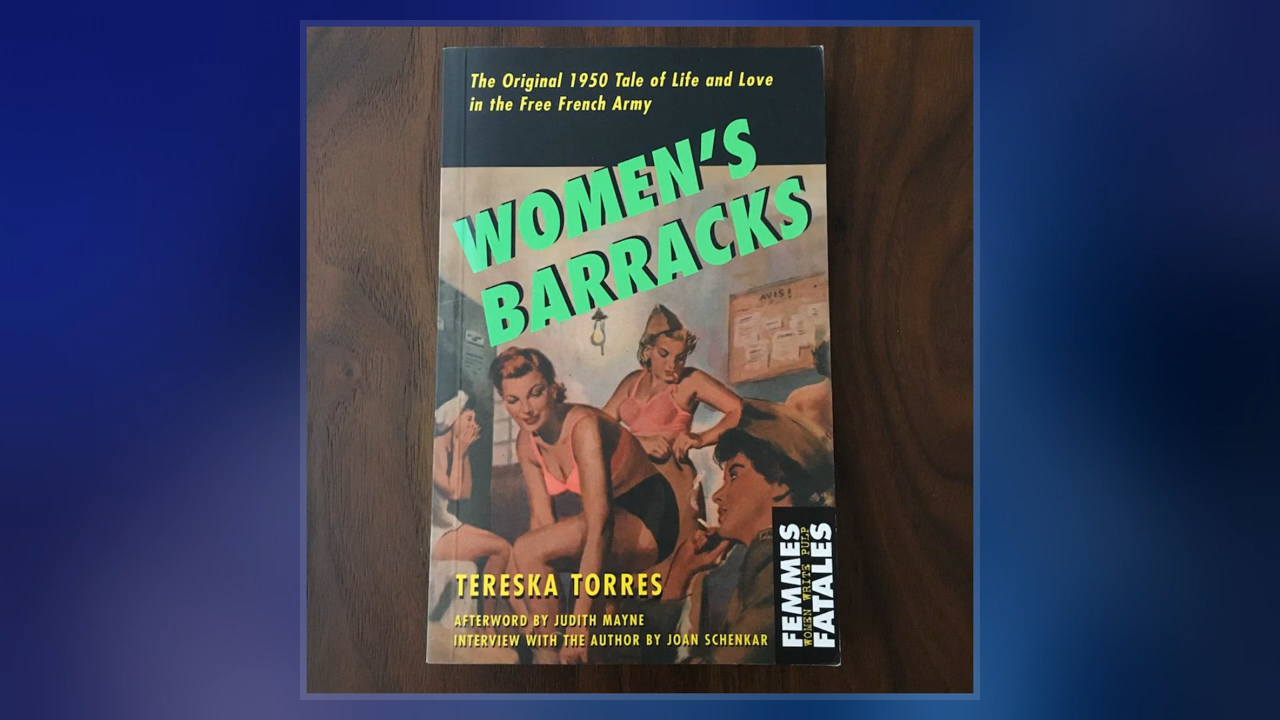 The Original 1950 Tale of Life and Love
in the Free French Army
WOMEN'S
BARRACKS
AVIS!
TERESKA TORRES
AFTERWORD BY JUDITH MAYNE
INTERVIEW WITH THE AUTHOR BY JOAN SCHENKAR
FEMMES
WOMEN WRITE PULP
FATALES